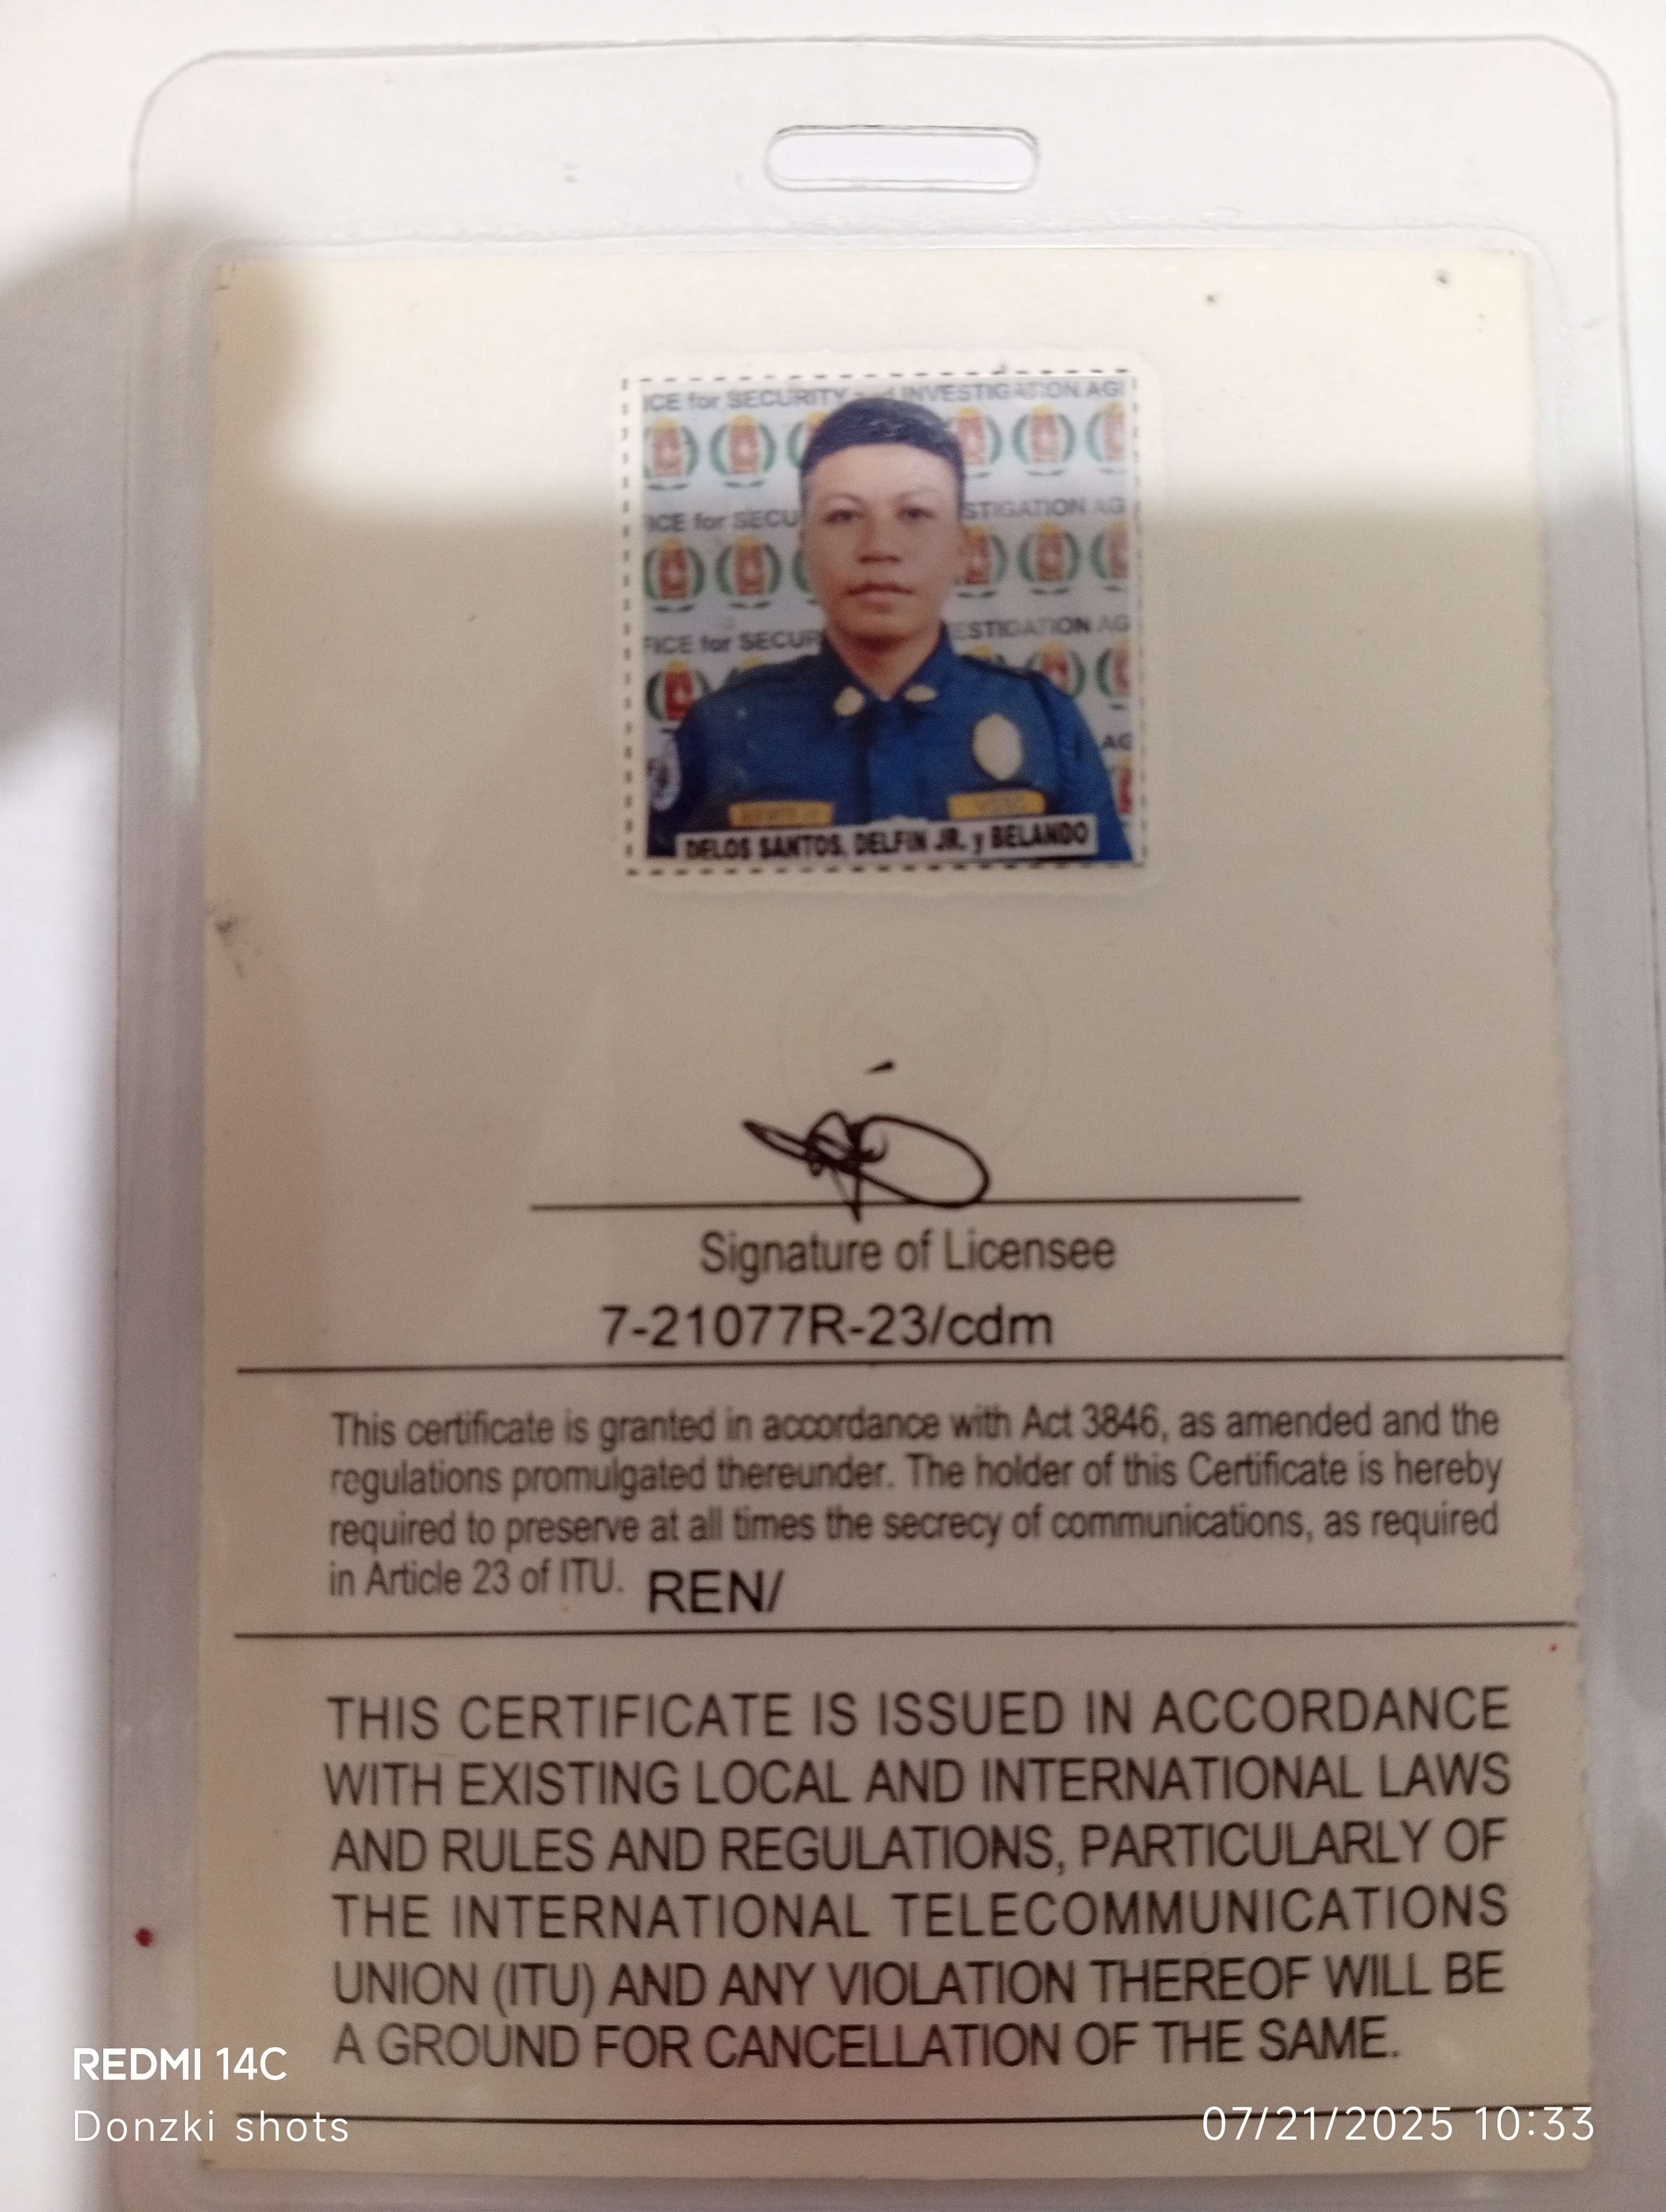 ICE for SECURITY and INVESTIGATION AGE
ICE for SECU STIGATION AG
FICE for SECUR ESTIGATION AG
AG
DELOS SANTOS, DELFIN JR. y BELANDO
Signature of Licensee
7-21077R-23/cdm
This certificate is granted in accordance with Act 3846, as amended and the
regulations promulgated thereunder. The holder of this Certificate is hereby
required to preserve at all times the secrecy of communications, as required
in Article 23 of ITU. REN/
THIS CERTIFICATE IS ISSUED IN ACCORDANCE
WITH EXISTING LOCAL AND INTERNATIONAL LAWS
AND RULES AND REGULATIONS, PARTICULARLY OF
THE INTERNATIONAL TELECOMMUNICATIONS
UNION (ITU) AND ANY VIOLATION THEREOF WILL BE
A GROUND FOR CANCELLATION OF THE SAME.
REDMI 14C
Donzki shots
07/21/2025 10:33